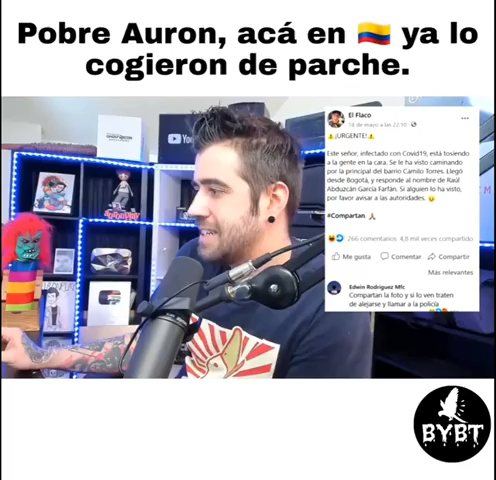 Pobre Auron, acá en 🇨🇴 ya lo
cogieron de parche.
El Flaco
18 de mayo a las 22:10
⚠️¡URGENTE!⚠️
Este señor, infectado con Covid19, está tosiendo
a la gente en la cara. Se le ha visto caminando
por la principal del barrio Camilo Torres. Llegó
desde Bogotá, y responde al nombre de Raúl
Abduzcán García Farfán. Si alguien lo ha visto,
por favor avisar a las autoridades. 😉
#Compartan 🙏
266 comentarios 4,8 mil veces compartido
Me gusta
Comentar
Compartir
Más relevantes
Edwin Rodriguez Mfc
Compartan la foto y si lo ven traten
de alejarse y llamar a la policía
You
BYBT